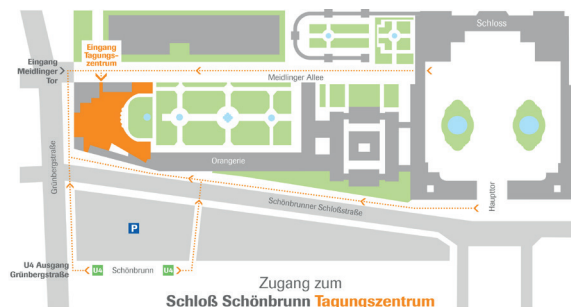 Schloss
Eingang
Tagungs-
zentrum
Eingang
Meidlinger
Tor
Meidlinger Allee
Grünbergstraße
Orangerie
Schönbrunner Schloßstraße
Haupttor
P
U4 Ausgang
Grünbergstraße
U4 Schönbrunn U4
Zugang zum
Schloß Schönbrunn Tagungszentrum